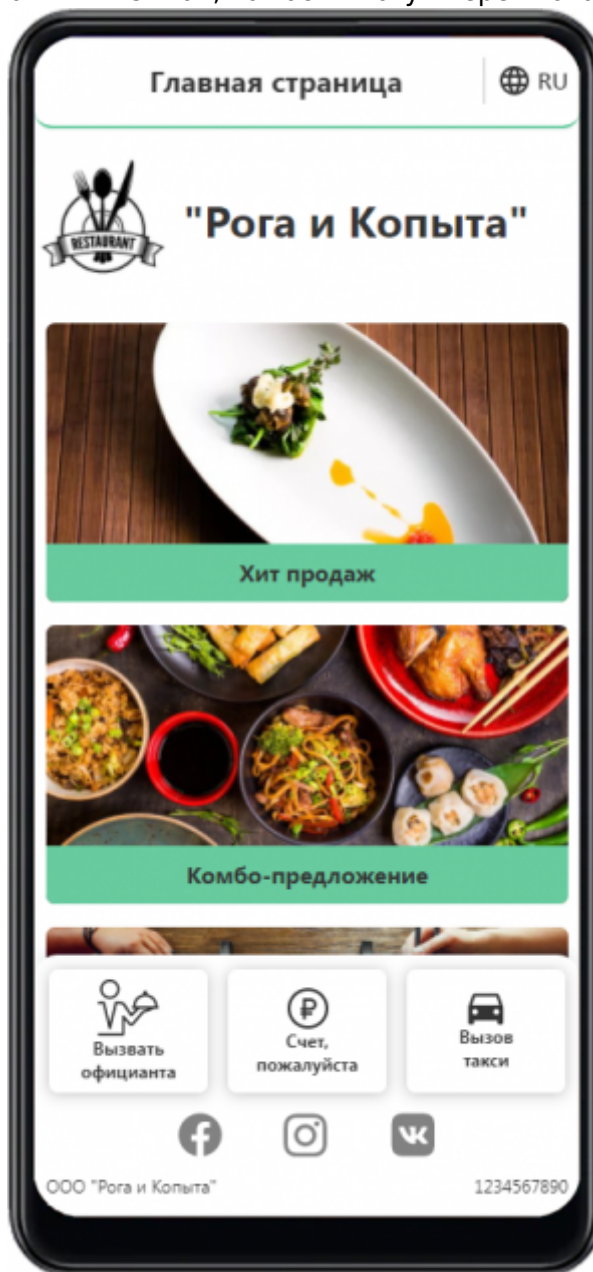 Главная страница
RU
RESTAURANT
"Рога и Копыта"
Хит продаж
Комбо-предложение
Вызвать
официанта
Счет,
пожалуйста
Вызов
такси
ООО "Рога и Копыта"
1234567890